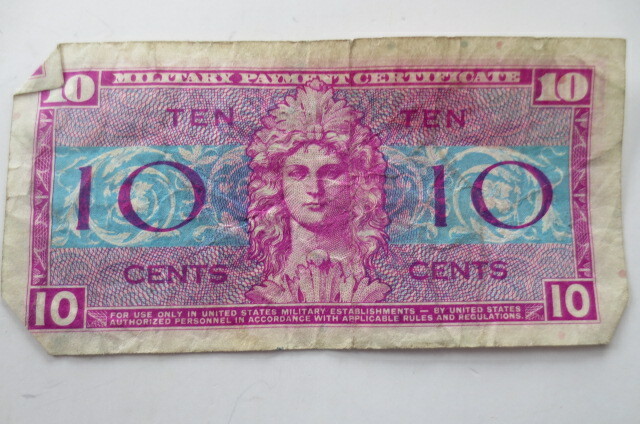 MILITARY PAYMENT CERTIFICATE
10 10
TEN TEN
10 10
CENTS CENTS
10 10
FOR USE ONLY IN UNITED STATES MILITARY ESTABLISHMENTS — BY UNITED STATES
AUTHORIZED PERSONNEL IN ACCORDANCE WITH APPLICABLE RULES AND REGULATIONS.